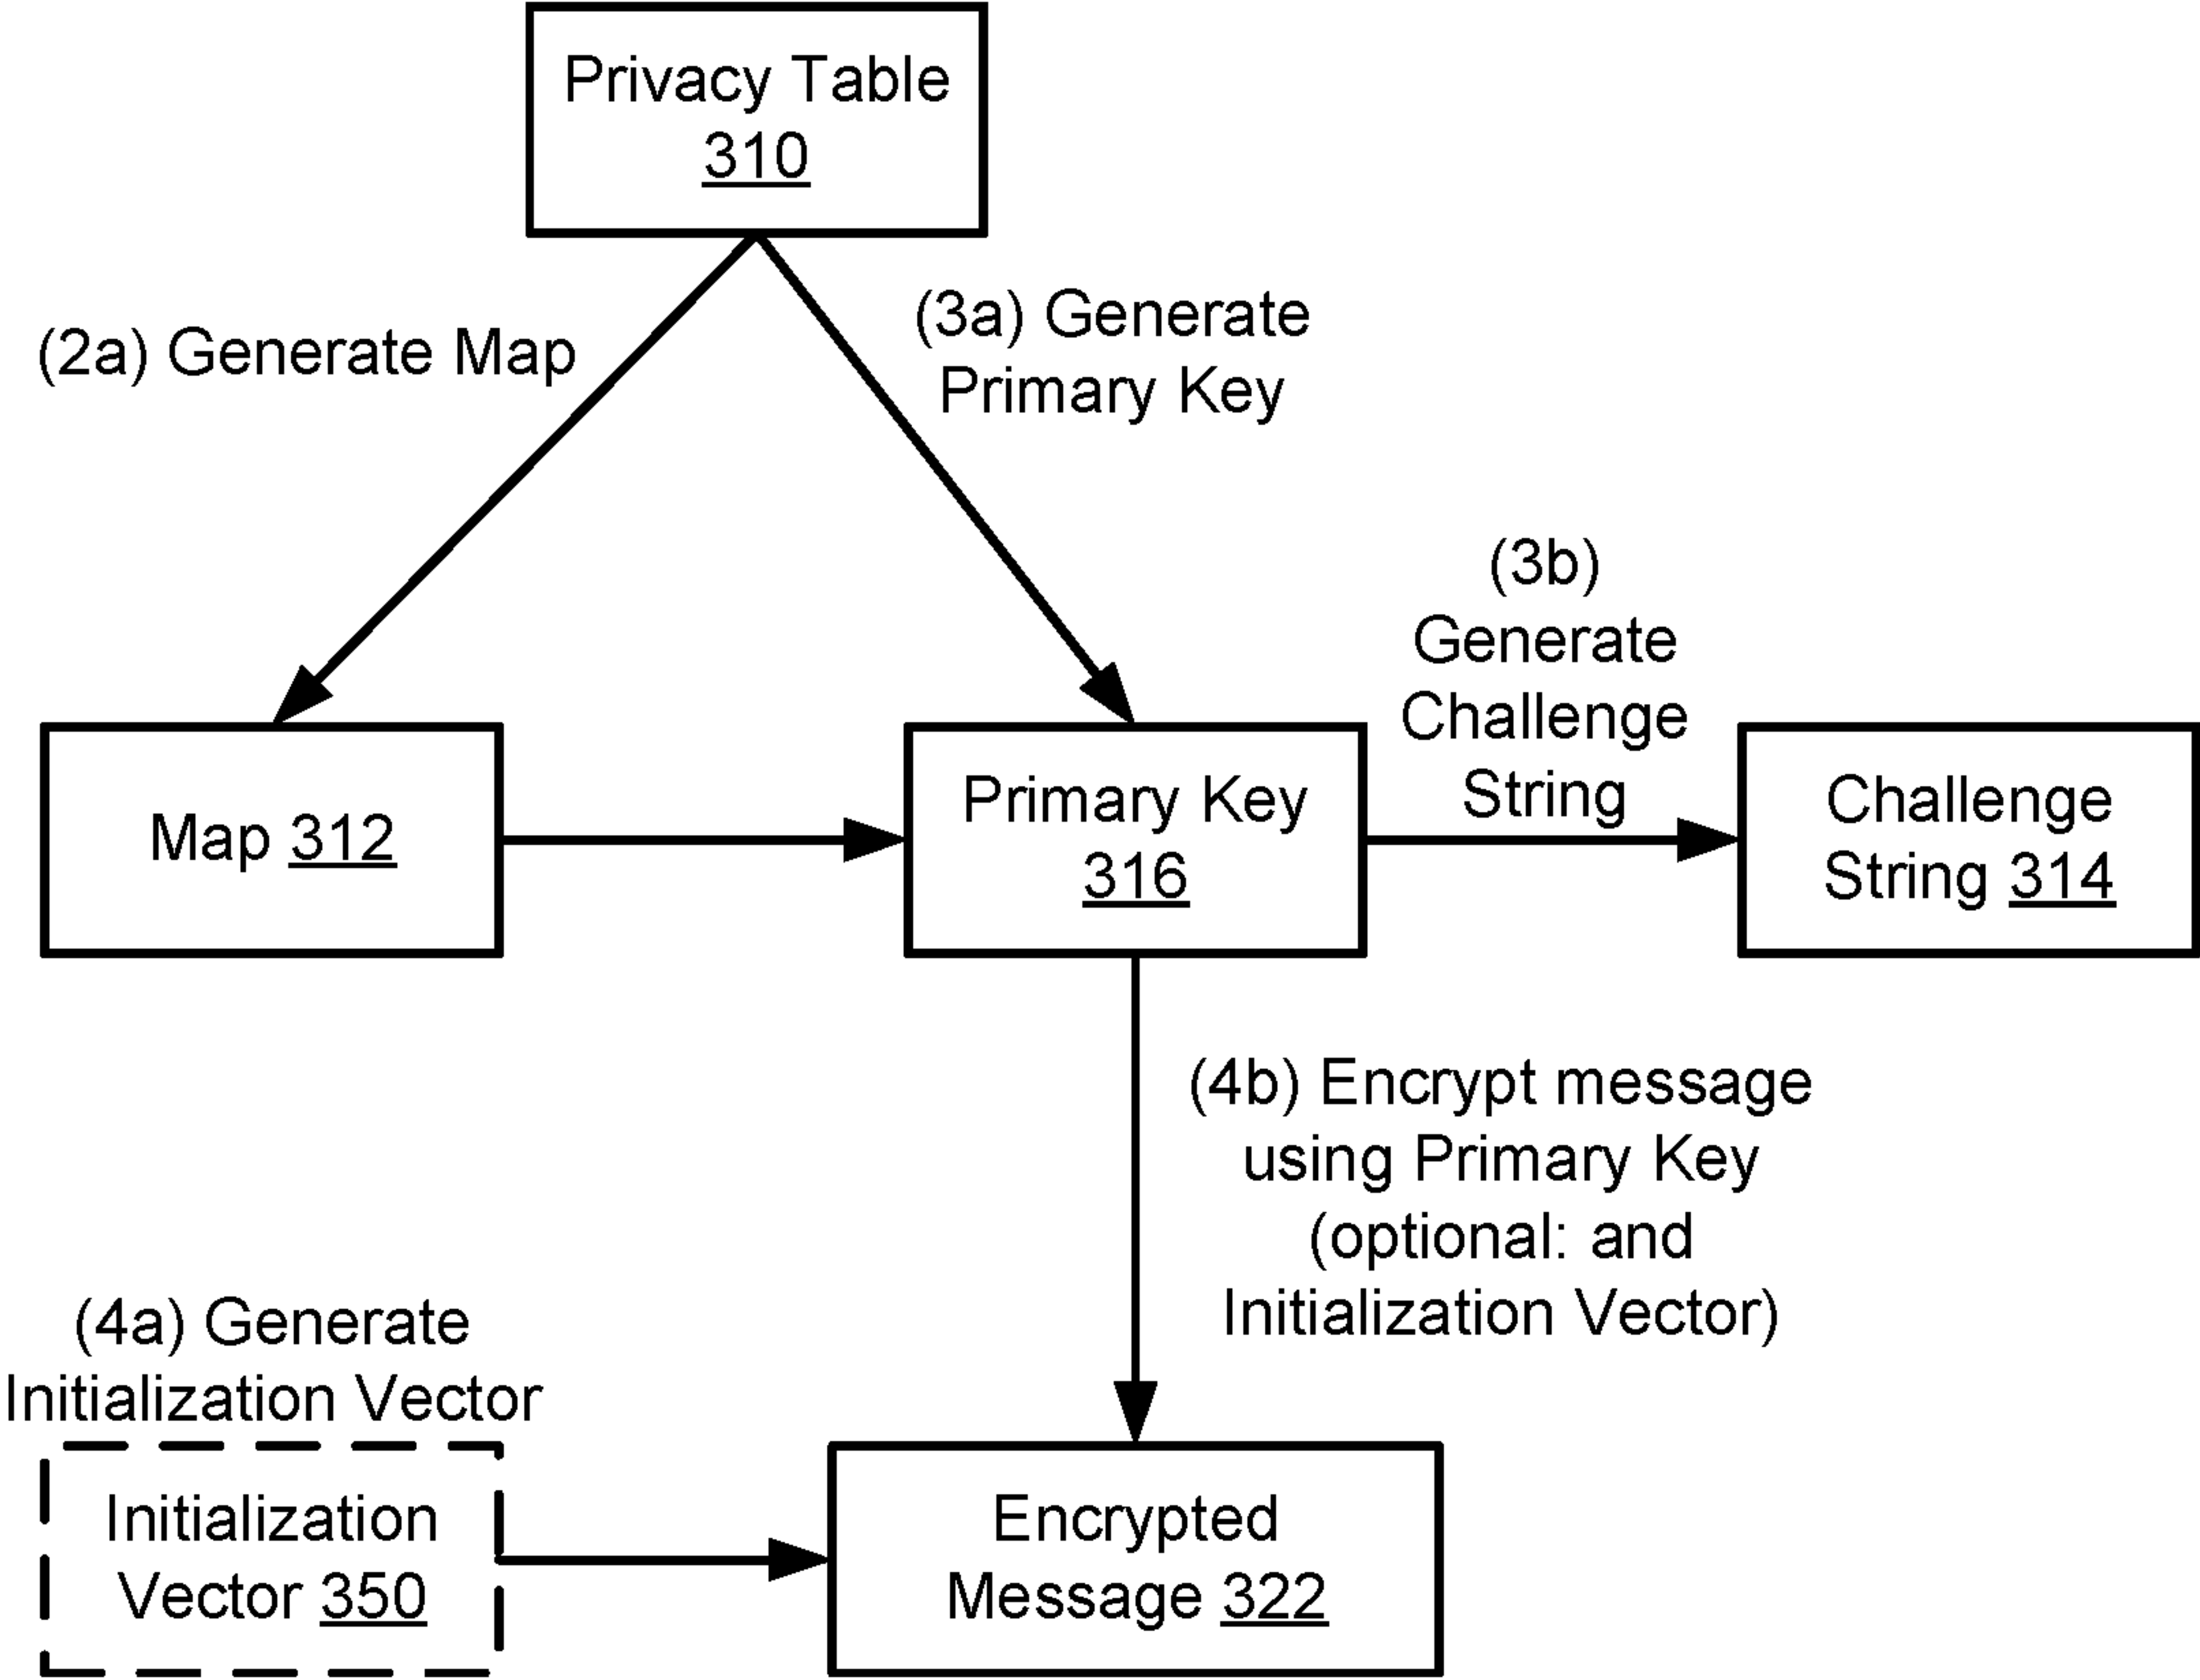 Privacy Table
310
(2a) Generate Map
(3a) Generate
Primary Key
(3b)
Generate
Challenge
String
Map 312
Primary Key
316
Challenge
String 314
(4b) Encrypt message
using Primary Key
(optional: and
Initialization Vector)
(4a) Generate
Initialization Vector
Initialization
Vector 350
Encrypted
Message 322